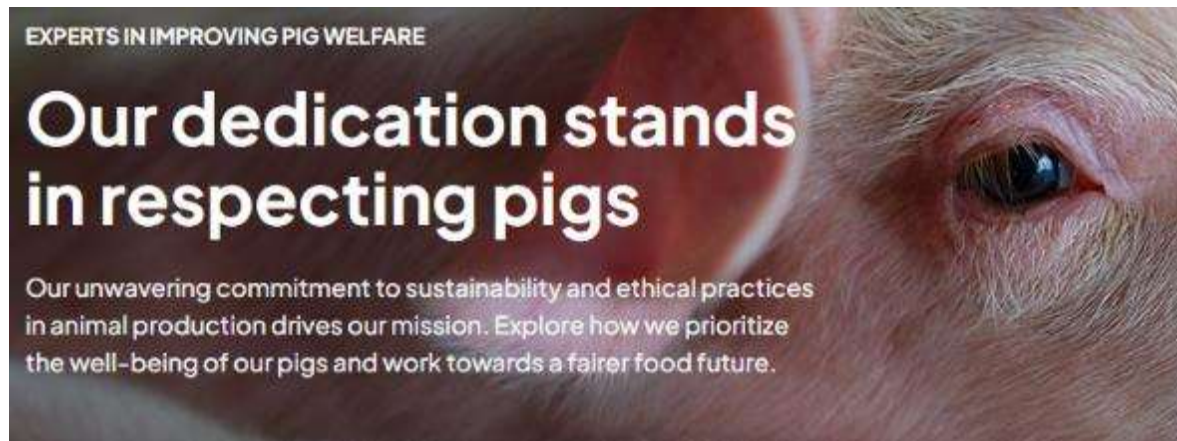 EXPERTS IN IMPROVING PIG WELFARE
Our dedication stands
in respecting pigs
Our unwavering commitment to sustainability and ethical practices
in animal production drives our mission. Explore how we prioritize
the well-being of our pigs and work towards a fairer food future.